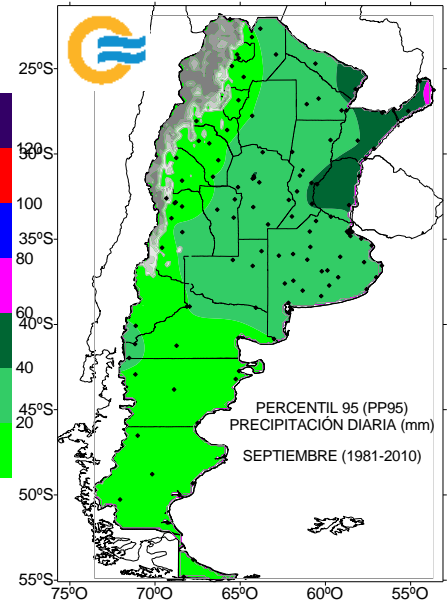 25ºS
30ºS
35ºS
40ºS
45ºS
50ºS
55ºS
120
100
80
60
40
40
20
PERCENTIL 95 (PP95)
PRECIPITACIÓN DIARIA (mm)
SEPTIEMBRE (1981-2010)
75ºO
70ºO
65ºO
60ºO
55ºO